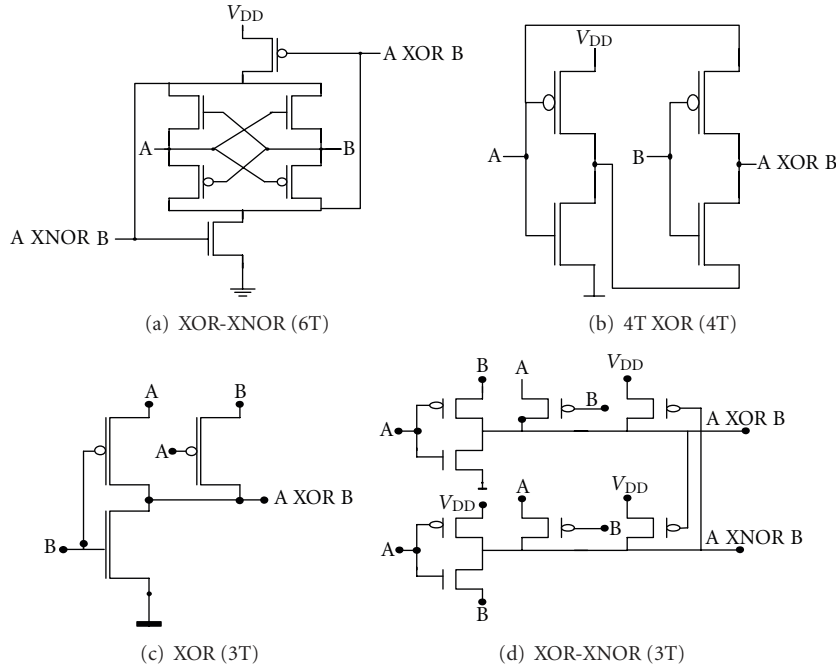 V_DD
A XOR B
A
B
A XNOR B
(a) XOR-XNOR (6T)
V_DD
A
B
A XOR B
(b) 4T XOR (4T)
A
B
A
A XOR B
B
(c) XOR (3T)
B
A
V_DD
B
A
A XOR B
V_DD
A
V_DD
A
B
A XNOR B
B
(d) XOR-XNOR (3T)